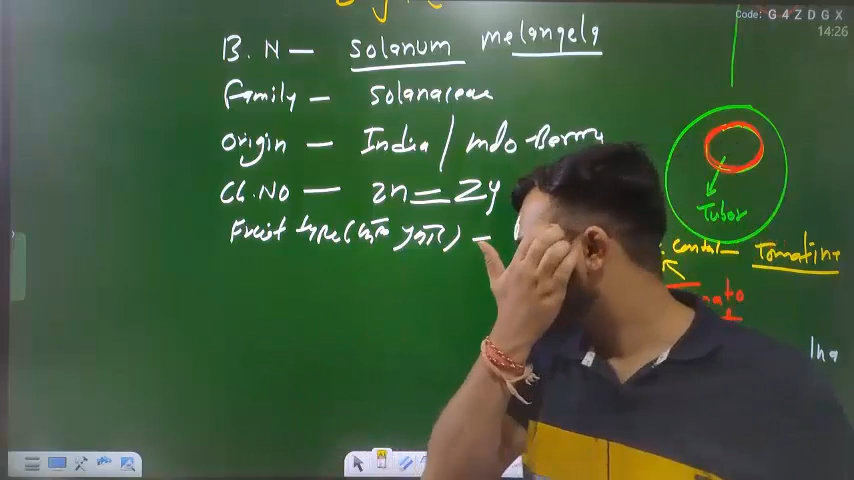 Code: G4ZDGX
14:26
B.N — Solanum melangela
Family — Solanaceae
Origin — India / Indo-Berma
Ch.No — 2n = 24
Fruit type (फल प्रकार) —
Tuber
Tomatine